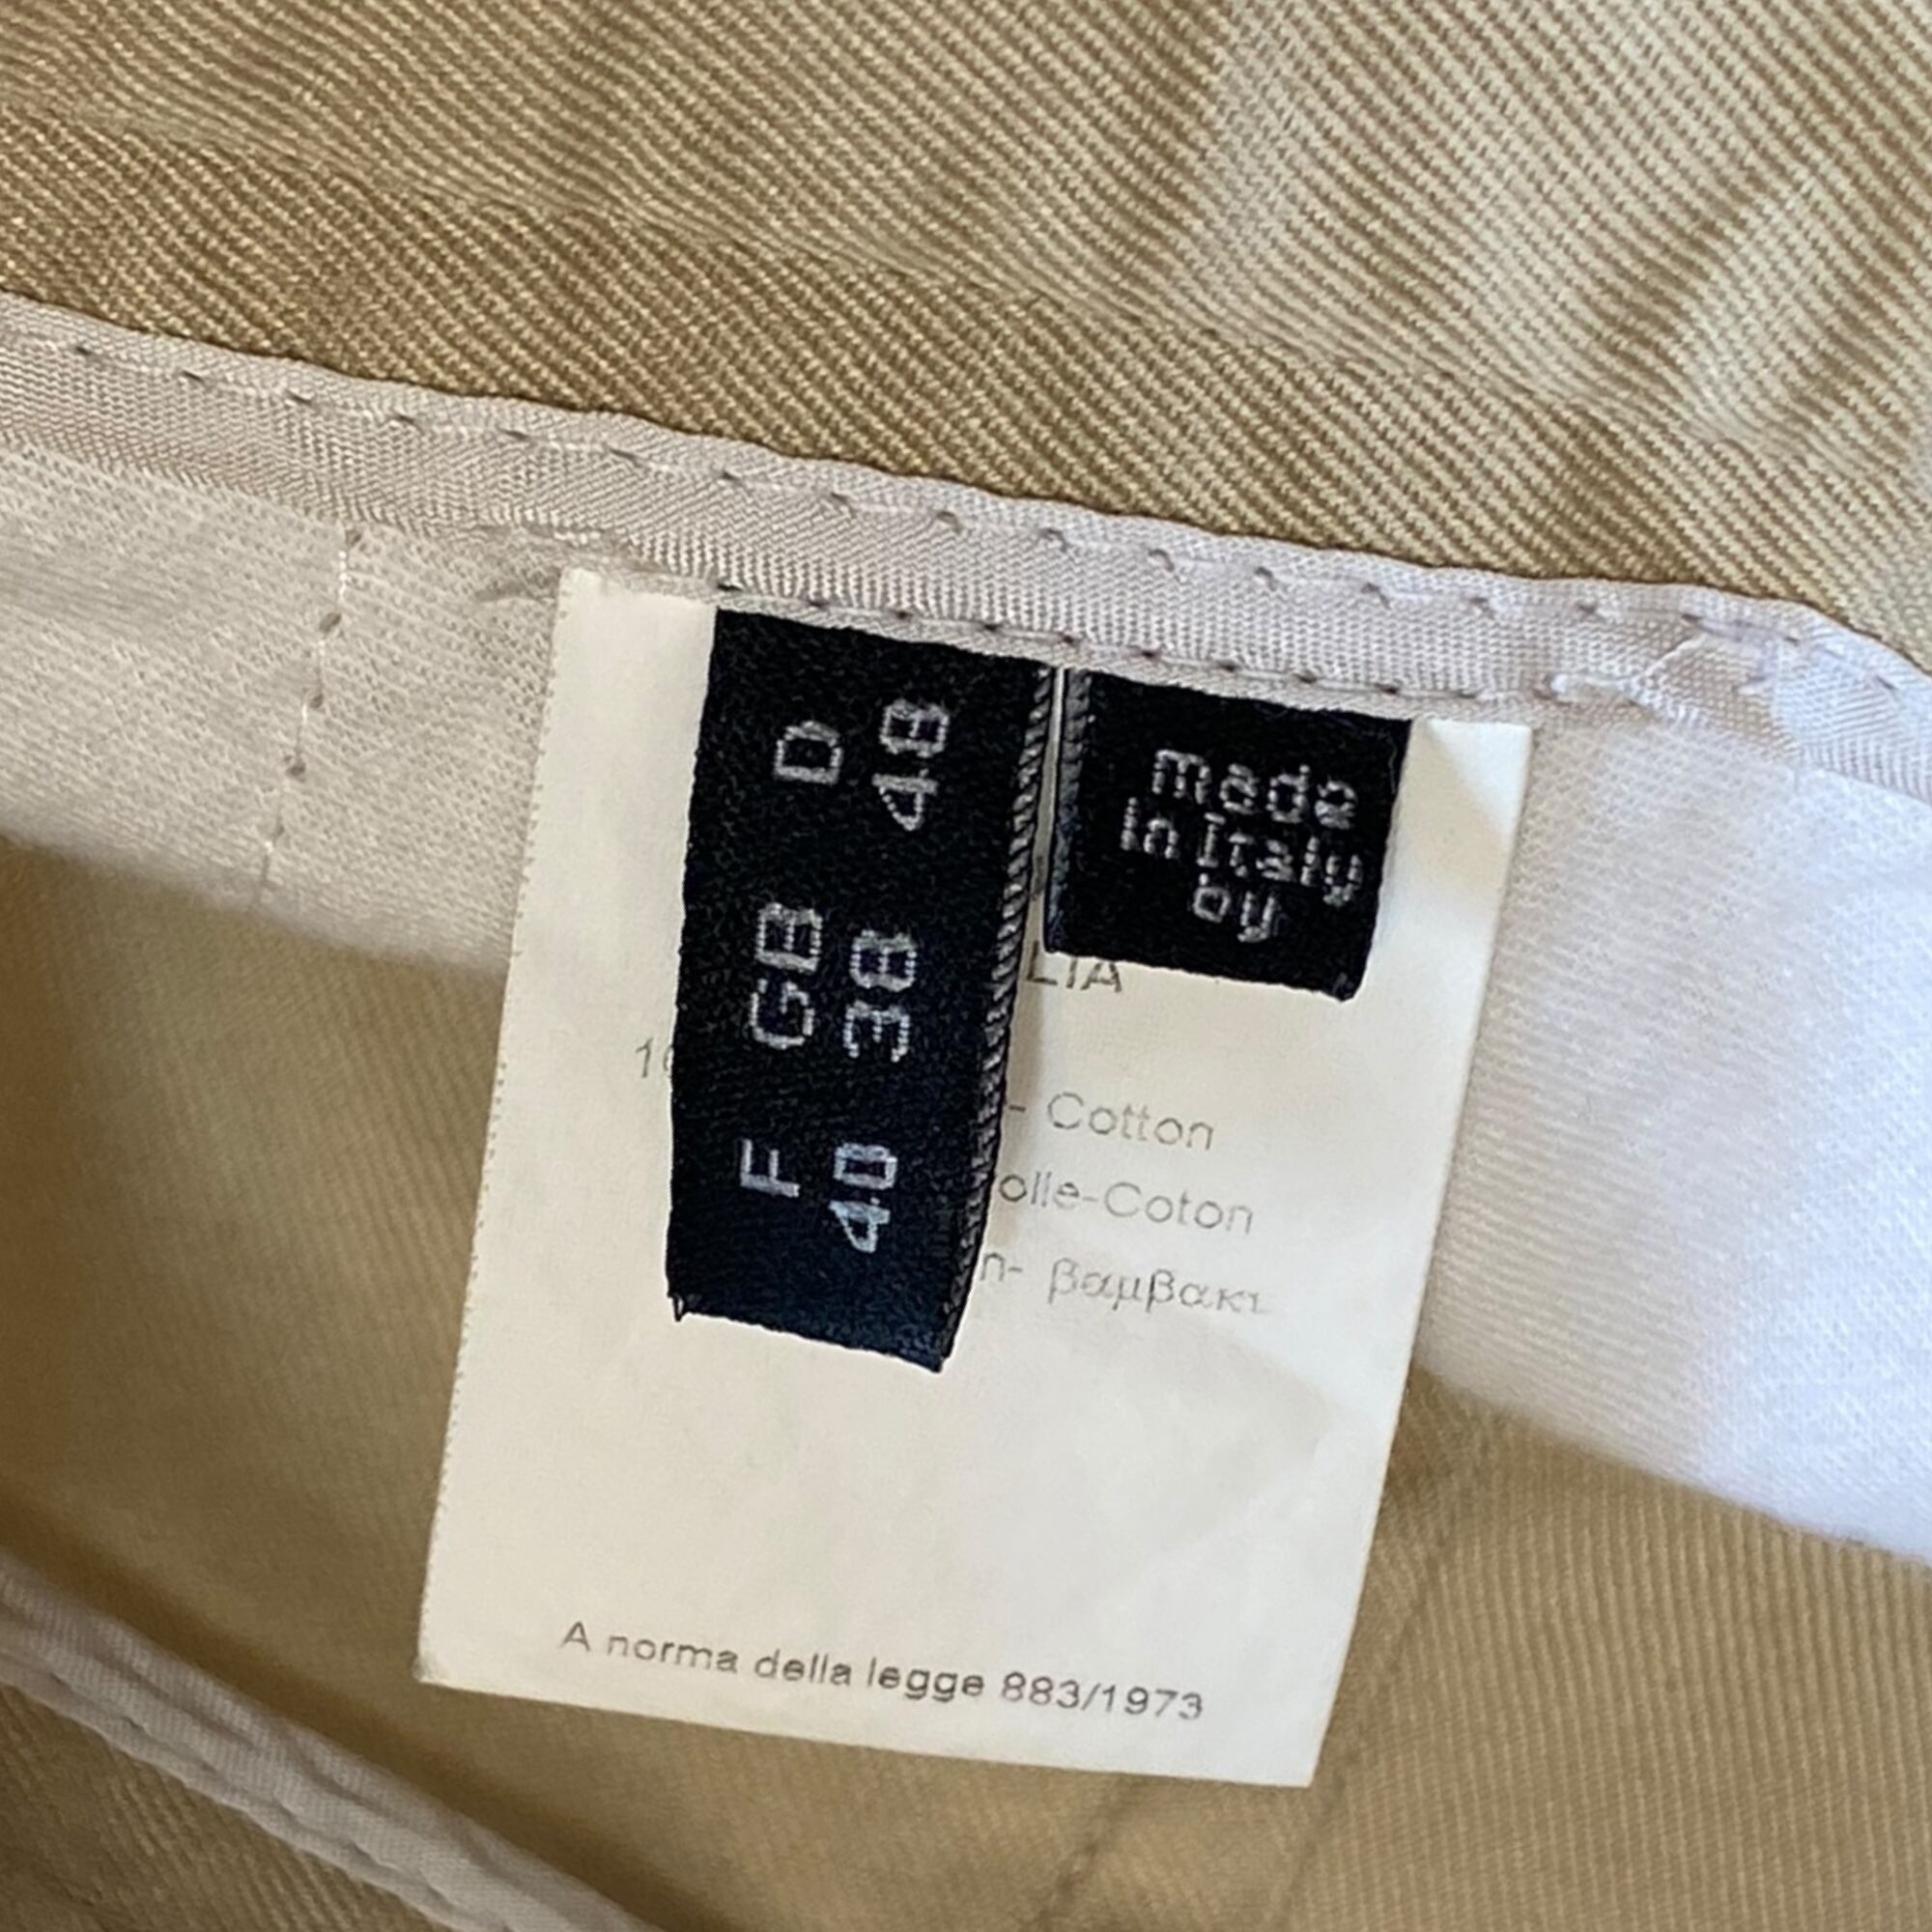 D GB F
48 38 40
made
in Italy
by
LIA
- Cotton
olle-Coton
n- βαμβακι
A norma della legge 883/1973